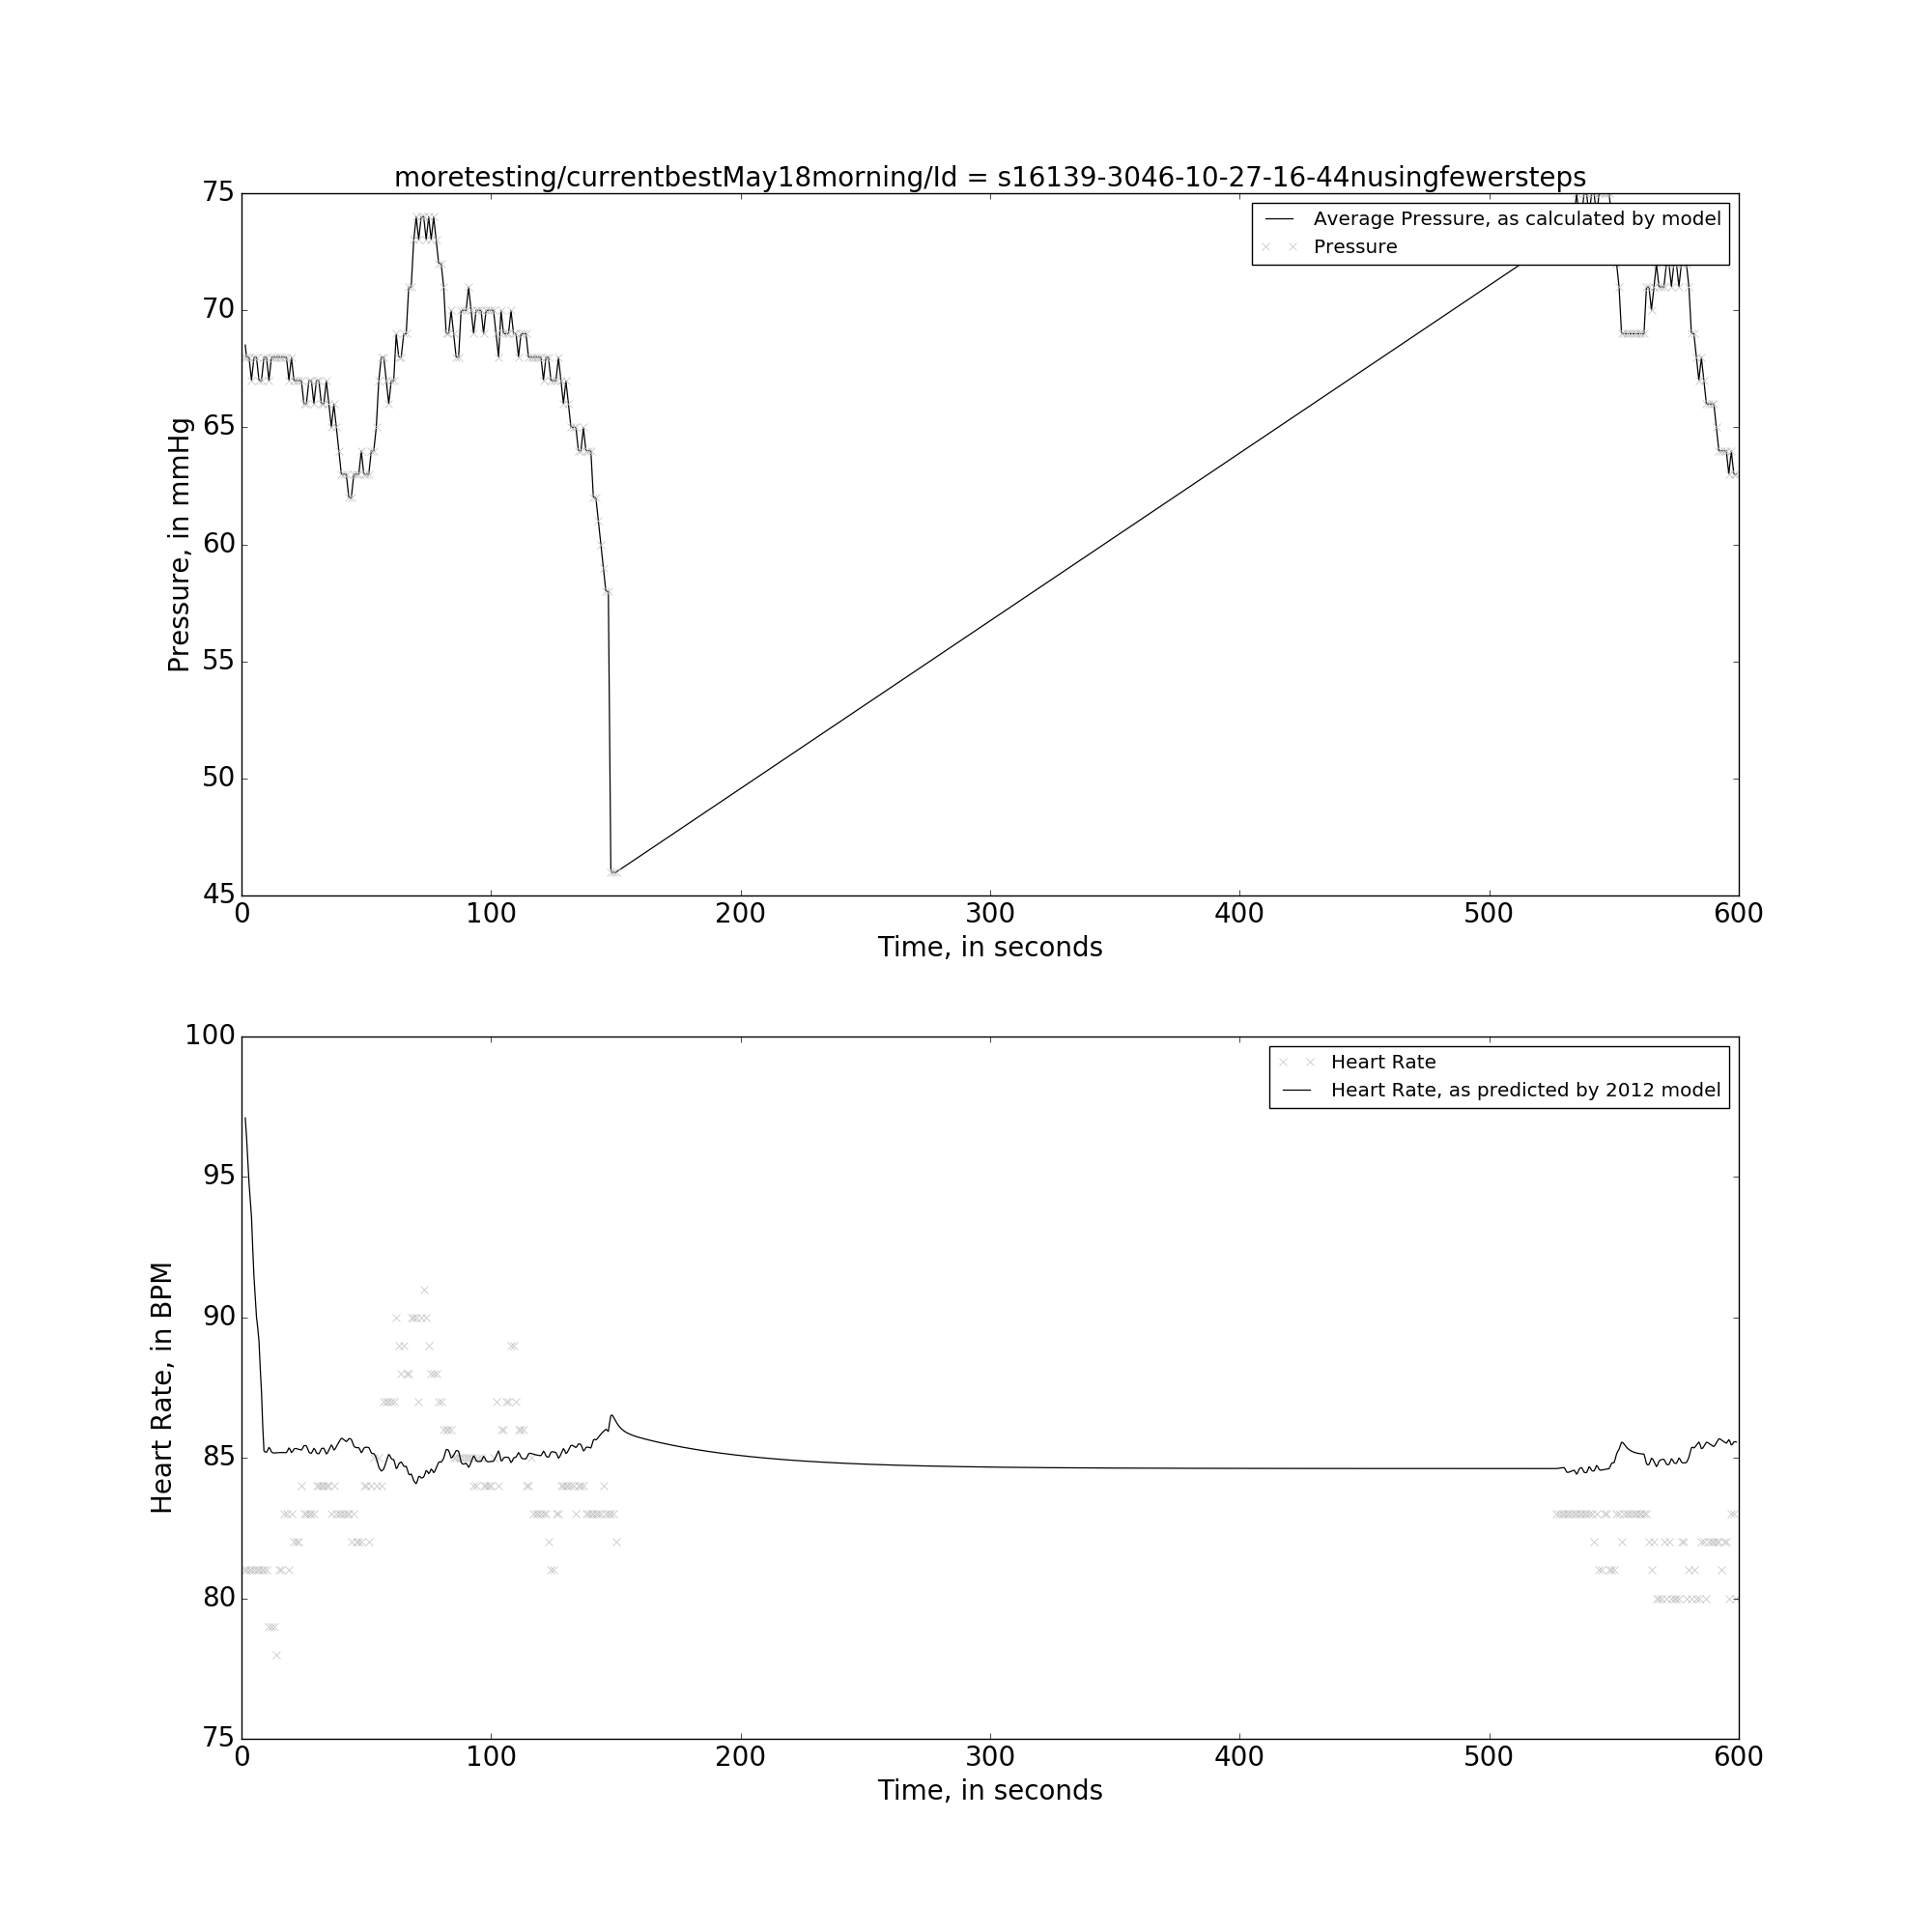 moretesting/currentbestMay18morning/Id = s16139-3046-10-27-16-44nusingfewersteps
75
70
65
60
55
50
45
Pressure, in mmHg
Average Pressure, as calculated by model
Pressure
0 100 200 300 400 500 600
Time, in seconds
100
95
90
85
80
75
Heart Rate, in BPM
Heart Rate
Heart Rate, as predicted by 2012 model
0 100 200 300 400 500 600
Time, in seconds